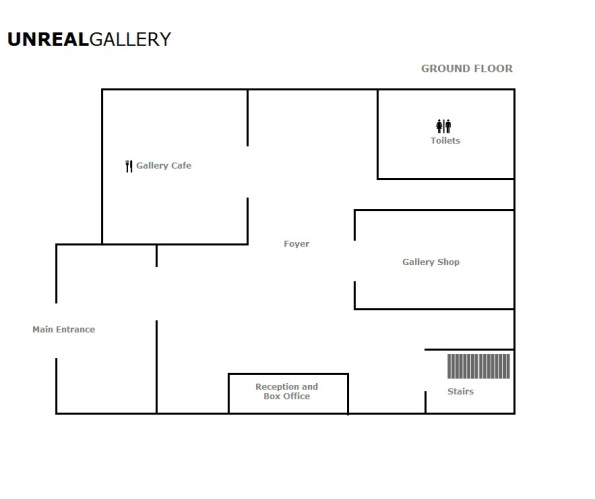 UNREALGALLERY
GROUND FLOOR
Toilets
Gallery Cafe
Foyer
Gallery Shop
Main Entrance
Reception and
Box Office
Stairs